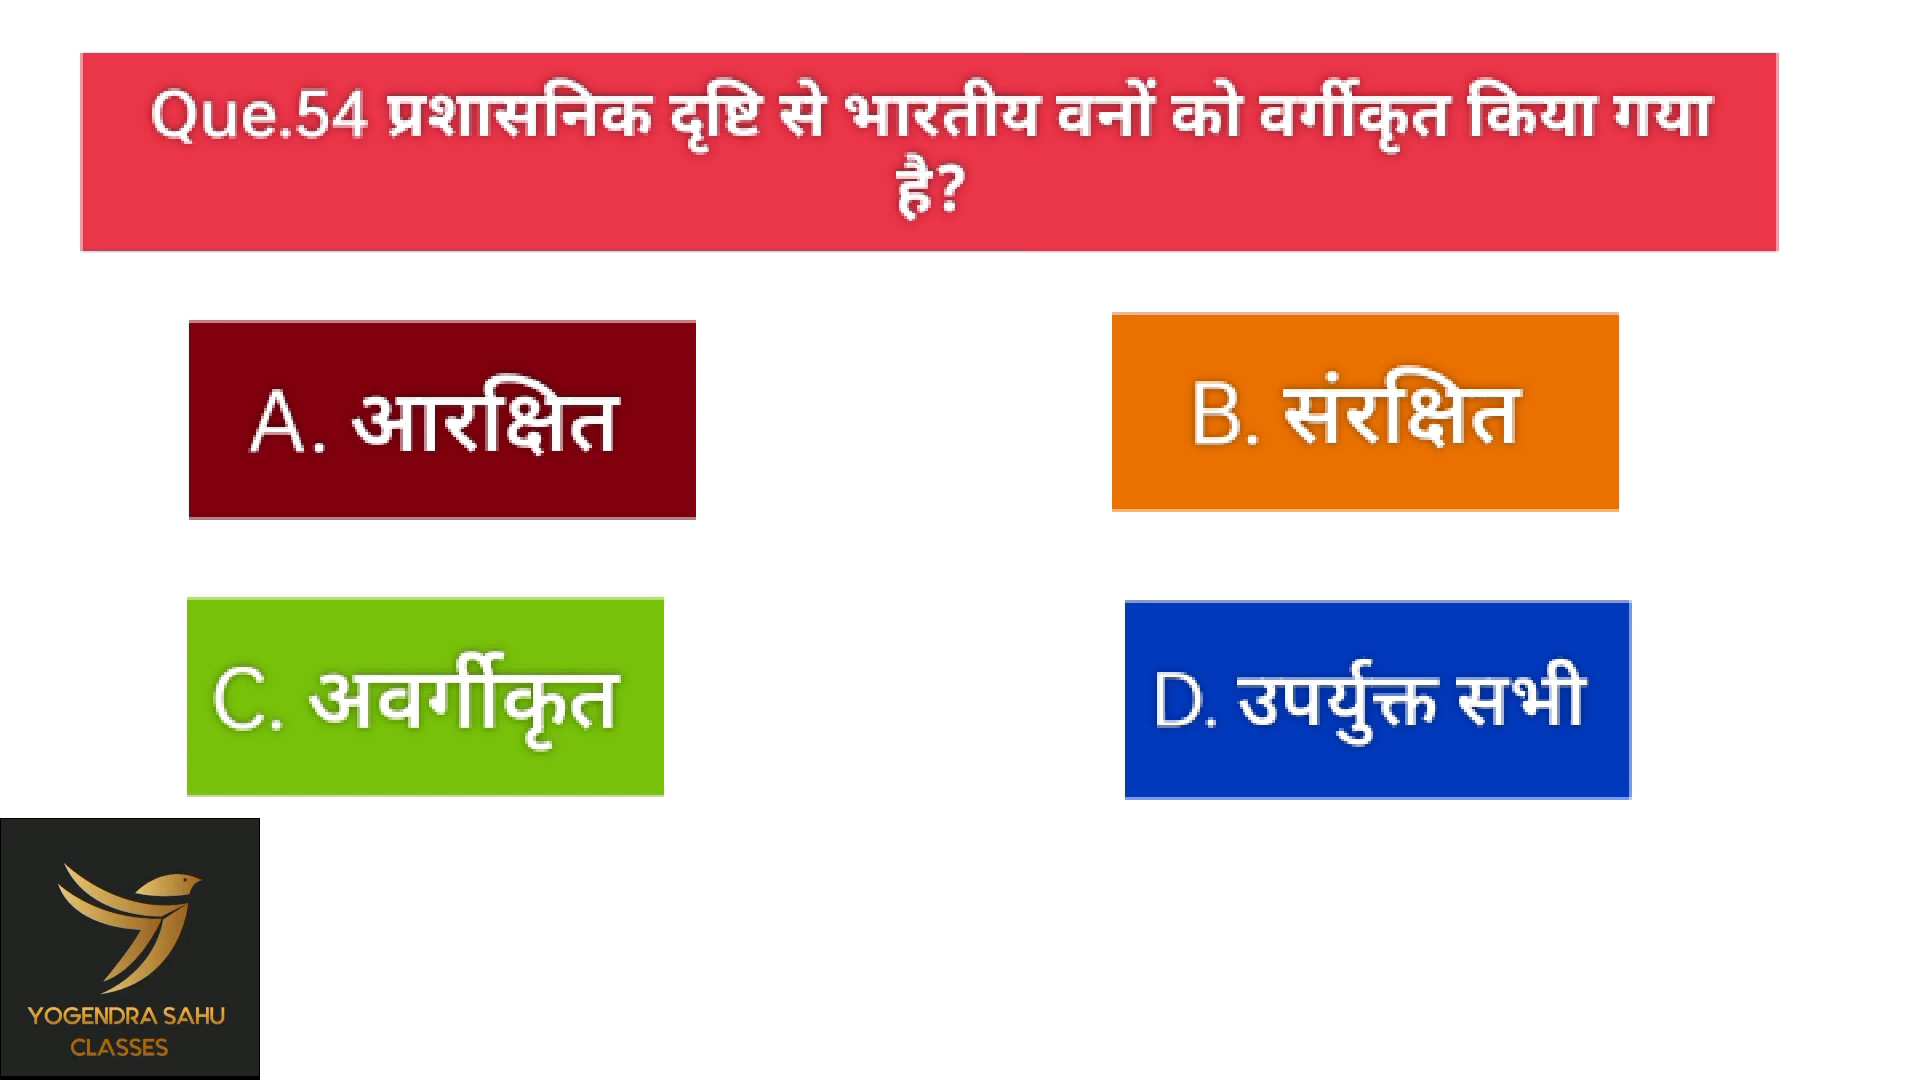 Que.54 प्रशासनिक दृष्टि से भारतीय वनों को वर्गीकृत किया गया
है?
A. आरक्षित
B. संरक्षित
C. अवर्गीकृत
D. उपर्युक्त सभी
YOGENDRA SAHU
CLASSES